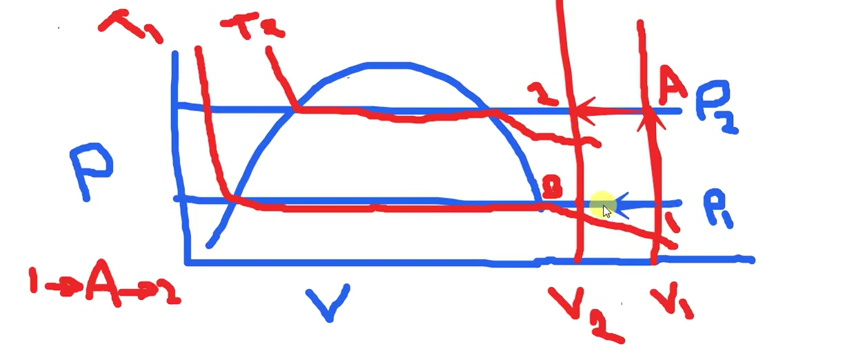 T₁ T₂
2 A P₂
P
B P₁
1
1→A→2 V V₂ V₁